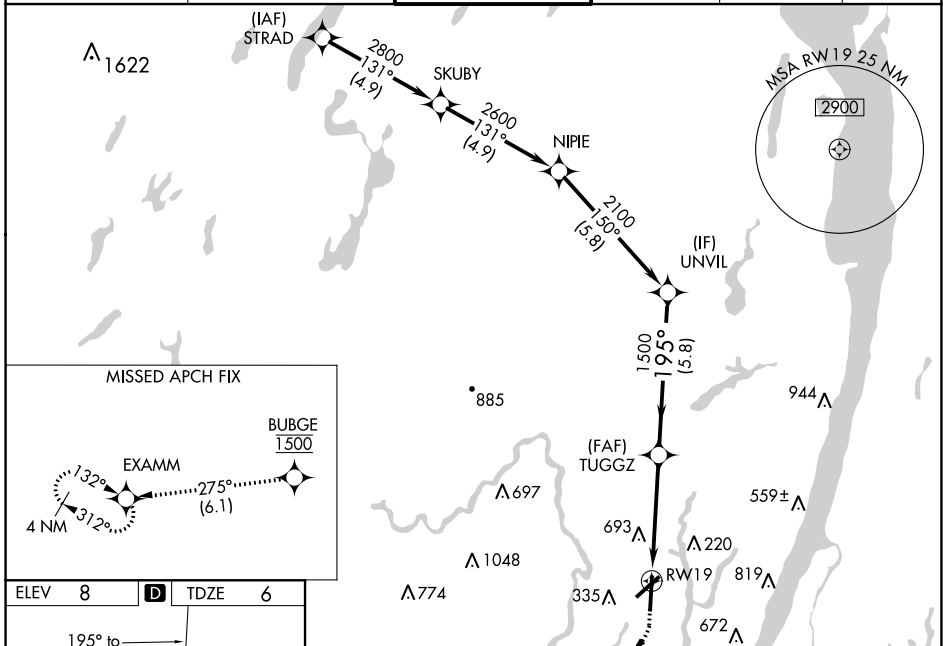 (IAF)
STRAD
1622
2800
131°
(4.9)
SKUBY
2600
131°
(4.9)
NIPIE
2100
150°
(5.8)
(IF)
UNVIL
MSA RW19 25 NM
2900
1500
195°
(5.8)
885
944
(FAF)
TUGGZ
697
559±
693
220
1048
RW19
819
774
335
672
MISSED APCH FIX
BUBGE
1500
EXAMM
132°
275°
(6.1)
4 NM
312°
ELEV 8 D TDZE 6
195° to